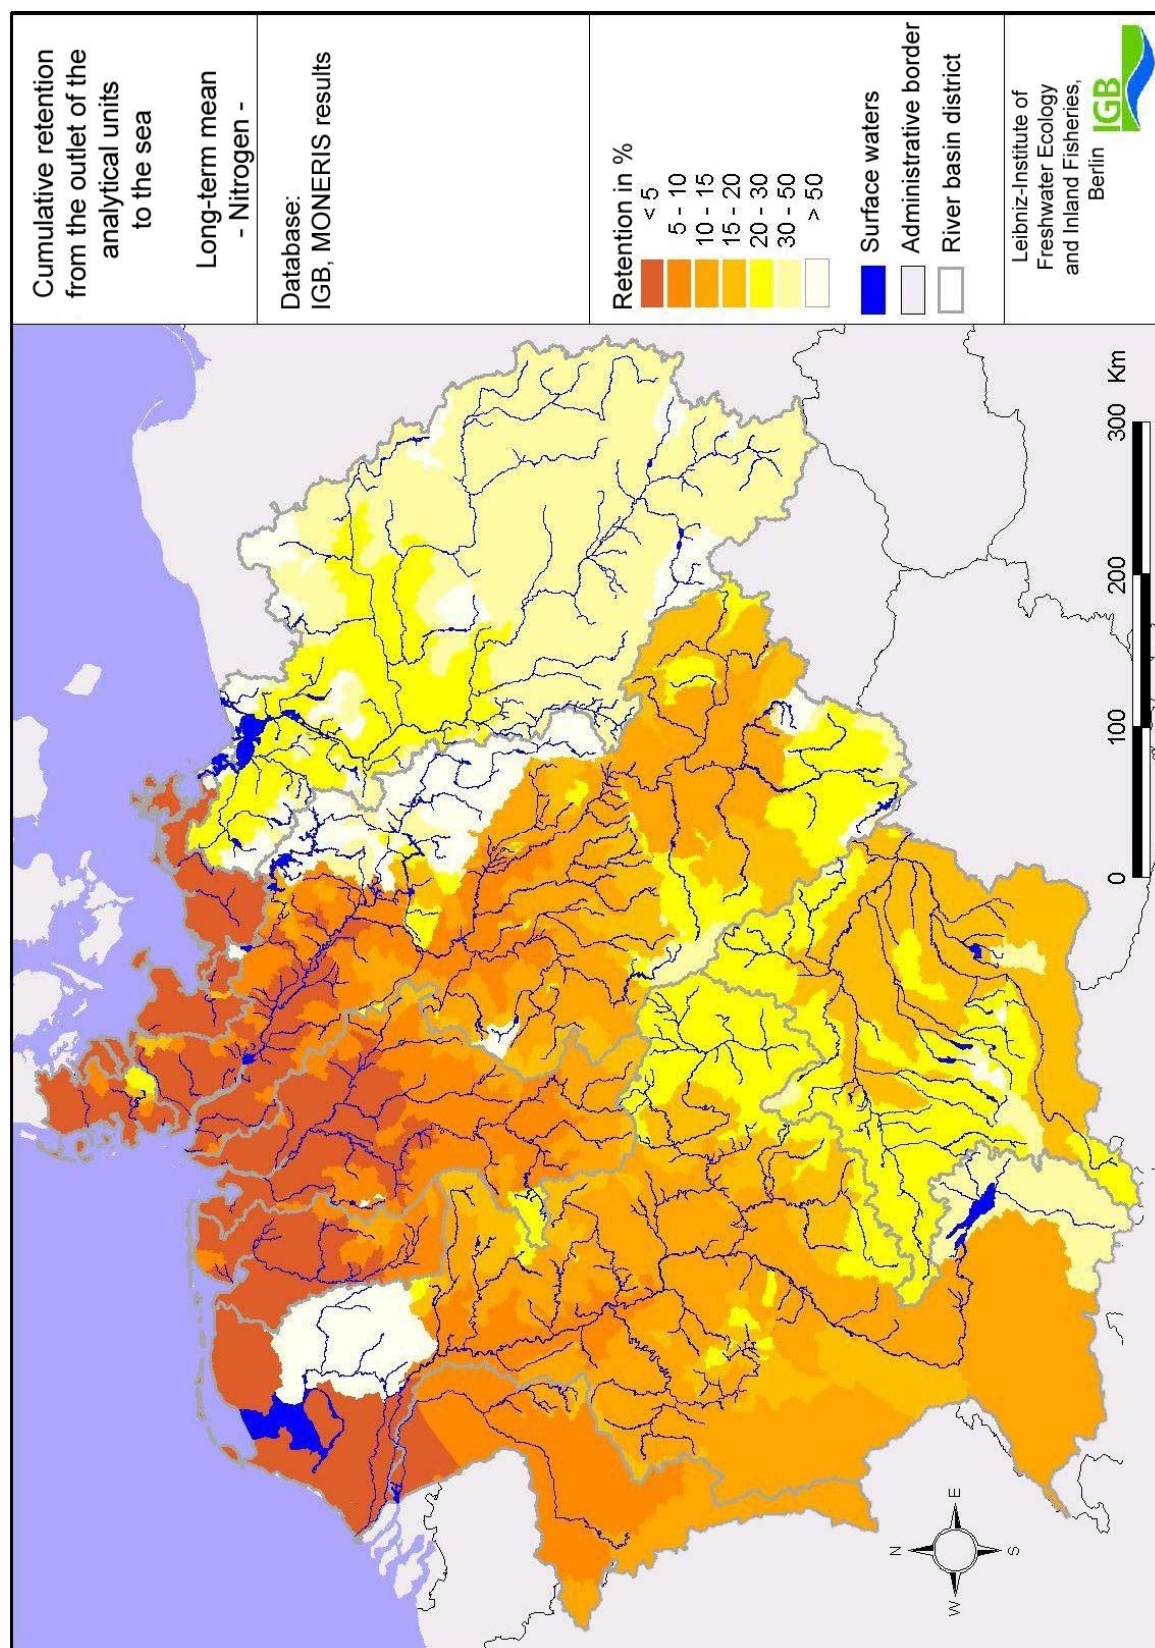 Cumulative retention
from the outlet of the
analytical units
to the sea
Long-term mean
- Nitrogen -
Database:
IGB, MONERIS results
Retention in %
< 5
5 - 10
10 - 15
15 - 20
20 - 30
30 - 50
> 50
Surface waters
Administrative border
River basin district
Leibniz-Institute of
Freshwater Ecology
and Inland Fisheries,
Berlin
IGB
0 100 200 300 Km
N
W E
S